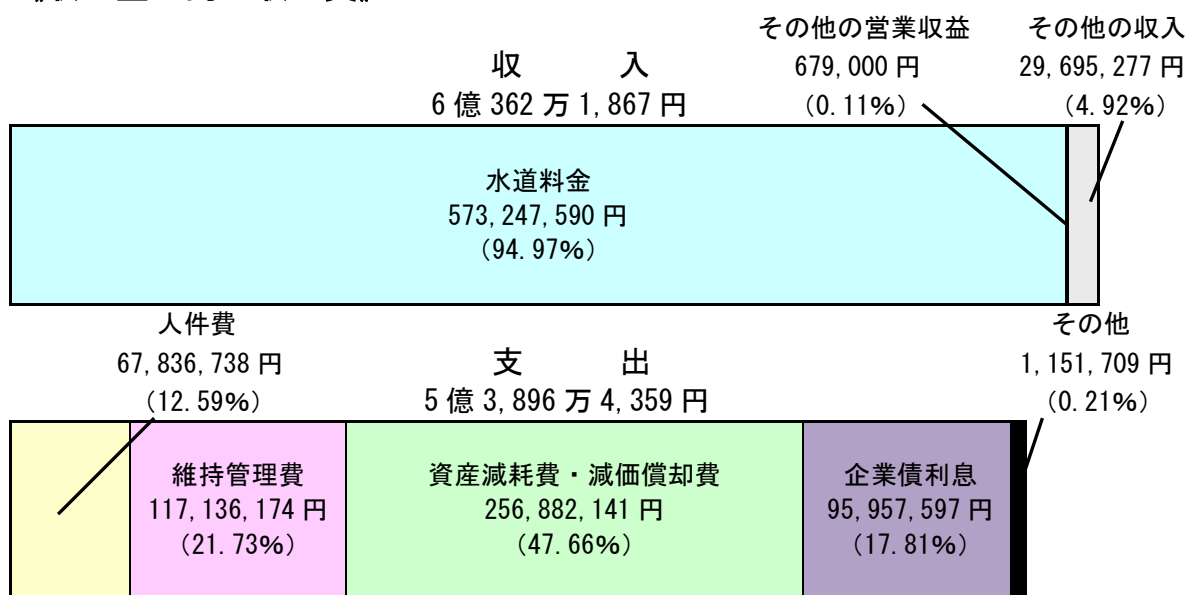 その他の営業収益
679,000 円
(0.11%)
その他の収入
29,695,277 円
(4.92%)
収　入
6 億 362 万 1,867 円
水道料金
573,247,590 円
(94.97%)
人件費
67,836,738 円
(12.59%)
支　出
5 億 3,896 万 4,359 円
その他
1,151,709 円
(0.21%)
維持管理費
117,136,174 円
(21.73%)
資産減耗費・減価償却費
256,882,141 円
(47.66%)
企業債利息
95,957,597 円
(17.81%)